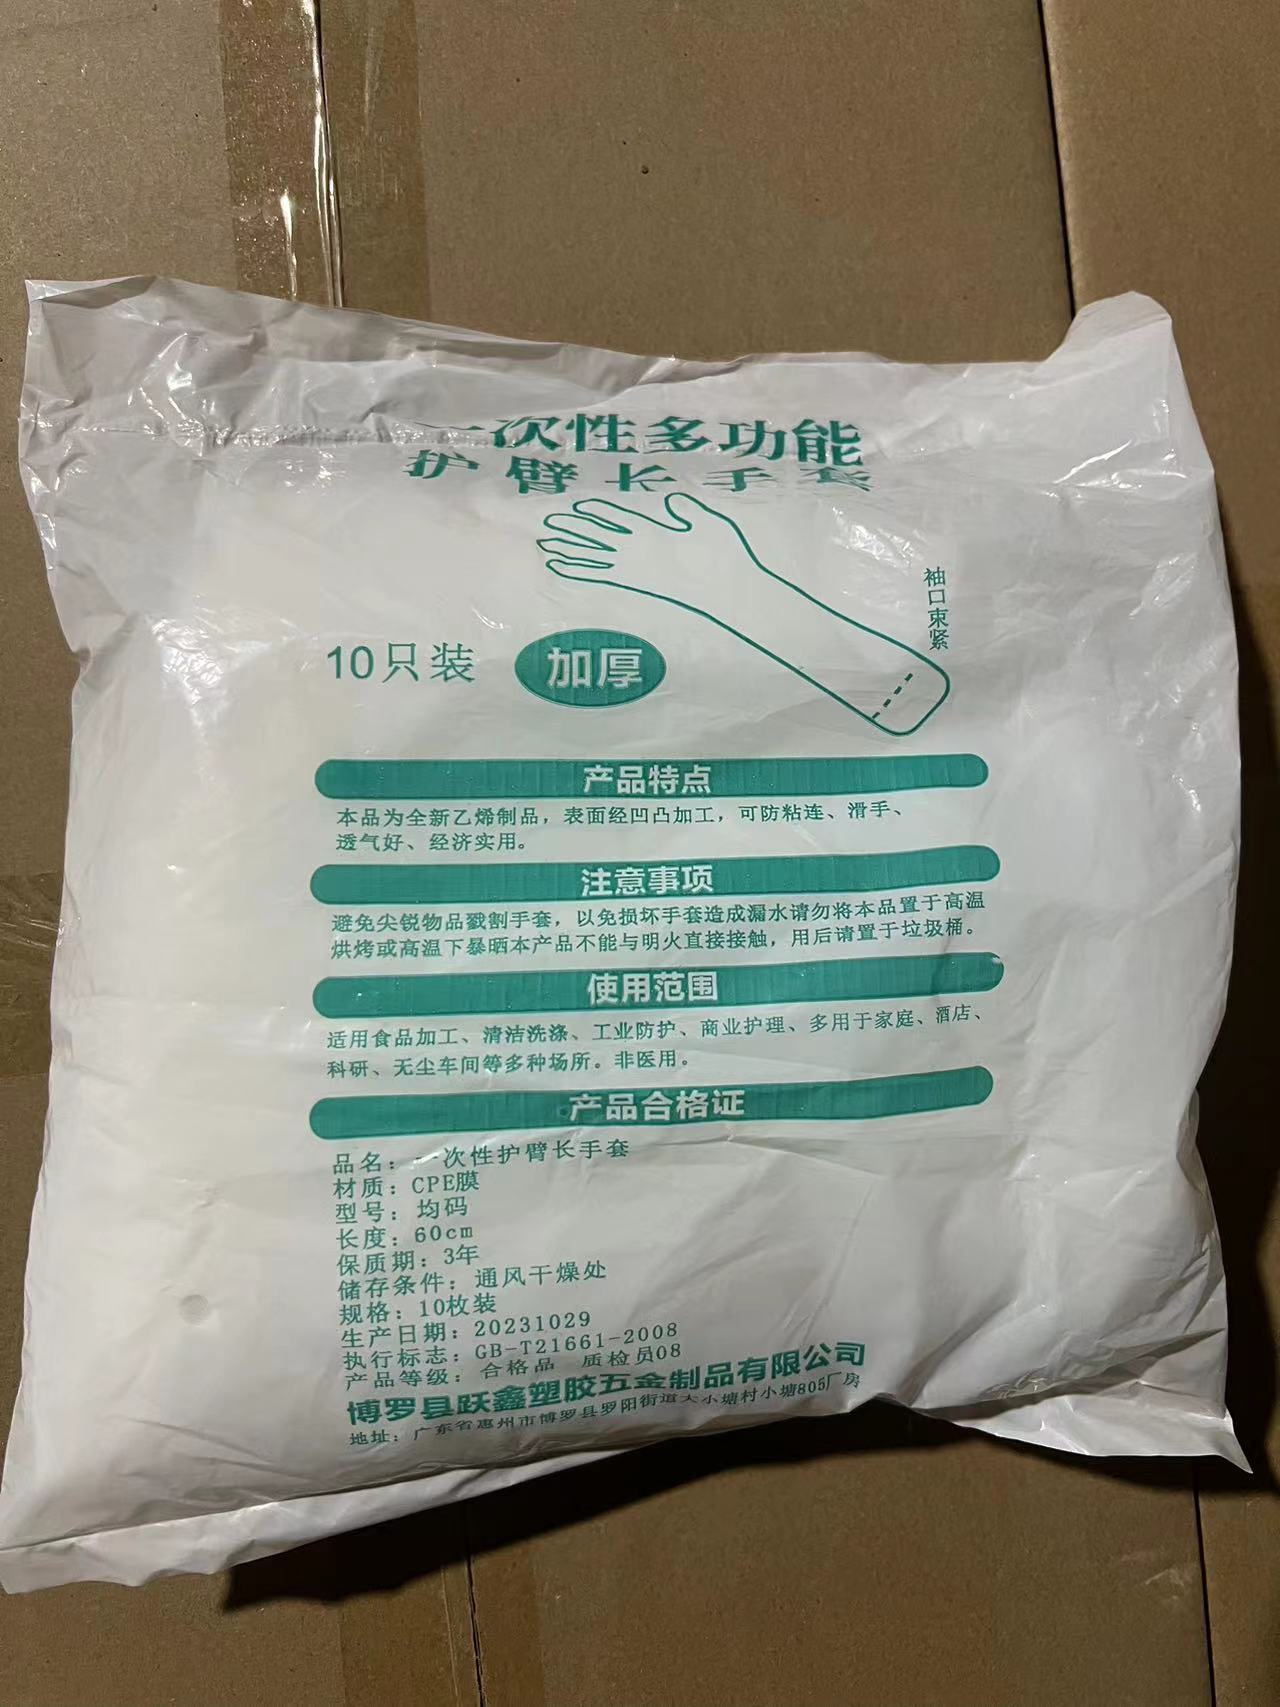 一次性多功能
护臂长手套
袖口束紧
10只装
加厚
产品特点
本品为全新乙烯制品，表面经凹凸加工，可防粘连、滑手、
透气好、经济实用。
注意事项
避免尖锐物品戳割手套，以免损坏手套造成漏水请勿将本品置于高温
烘烤或高温下暴晒本产品不能与明火直接接触，用后请置于垃圾桶。
使用范围
适用食品加工、清洁洗涤、工业防护、商业护理、多用于家庭、酒店、
科研、无尘车间等多种场所。非医用。
产品合格证
品名：一次性护臂长手套
材质：CPE膜
型号：均码
长度：60cm
保质期：3年
储存条件：通风干燥处
规格：10枚装
生产日期：20231029
执行标志：GB-T21661-2008
产品等级：合格品 质检员08
博罗县跃鑫塑胶五金制品有限公司
地址：广东省惠州市博罗县罗阳街道大小塘村小塘805厂房